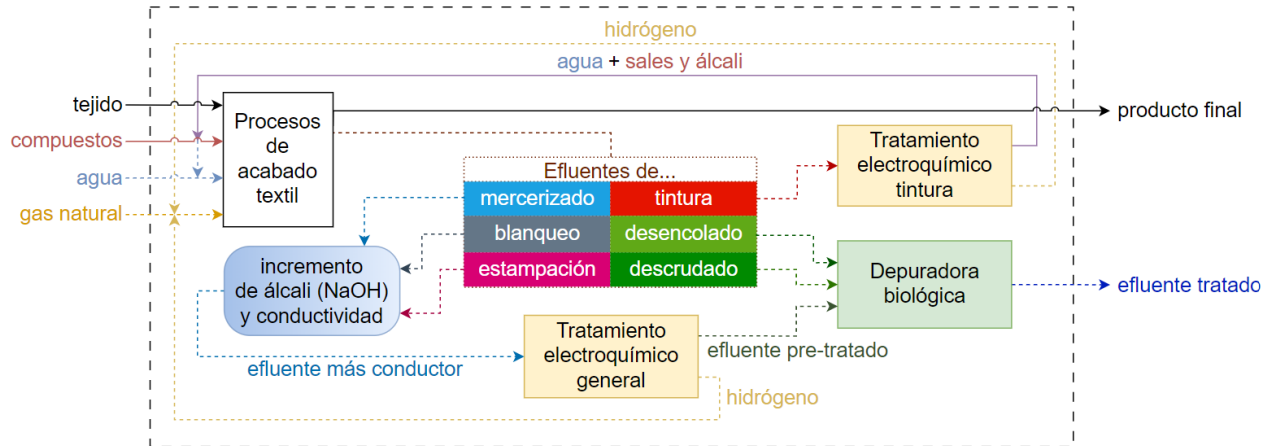 hidrógeno
agua + sales y álcali
tejido
compuestos
agua
gas natural
Procesos
de
acabado
textil
producto final
Tratamiento
electroquímico
tintura
Efluentes de...
mercerizado
tintura
blanqueo
desencolado
estampación
descrudado
incremento
de álcali (NaOH)
y conductividad
Depuradora
biológica
efluente tratado
Tratamiento
electroquímico
general
efluente pre-tratado
efluente más conductor
hidrógeno